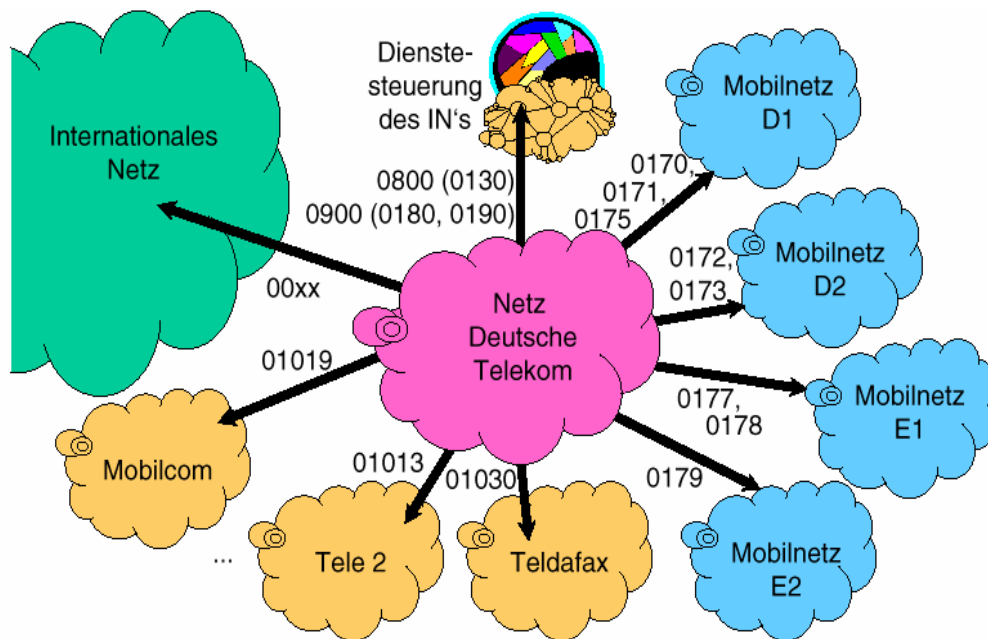 Dienste-
steuerung
des IN's
Internationales
Netz
0800 (0130)
0900 (0180, 0190)
00xx
01019
Mobilcom
01013
...
Tele 2
01030
Teldafax
Netz
Deutsche
Telekom
0170,
0171,
0175
Mobilnetz
D1
0172,
0173
Mobilnetz
D2
0177,
0178
Mobilnetz
E1
0179
Mobilnetz
E2